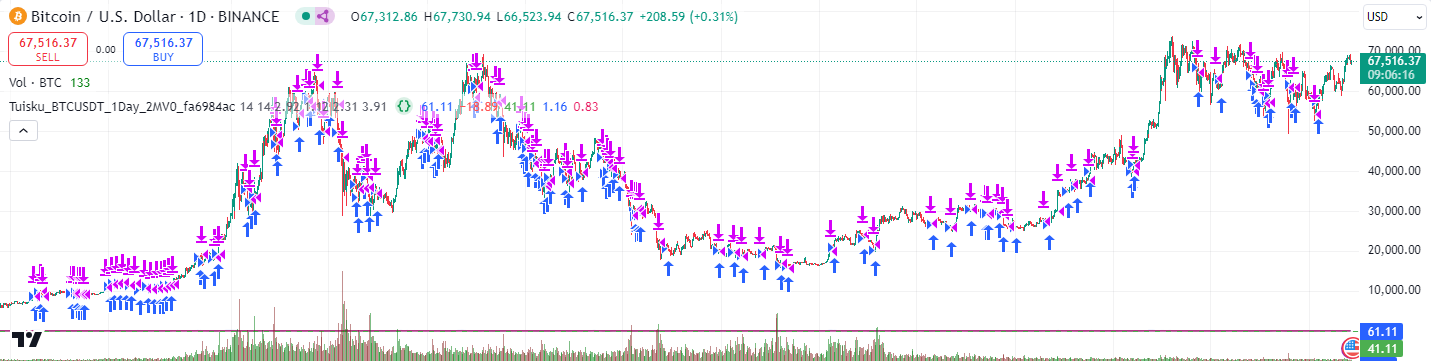 Bitcoin / U.S. Dollar · 1D · BINANCE O67,312.86 H67,730.94 L66,523.94 C67,516.37 +208.59 (+0.31%)
USD
67,516.37 SELL
0.00
67,516.37 BUY
Vol · BTC 133
Tuisku_BTCUSDT_1Day_2MV0_fa6984ac 14 14 2.92 1.12 2.31 3.91 {} 61.11 −18.89 41.11 1.16 0.83
70,000.00
67,516.37
09:06:16
60,000.00
50,000.00
40,000.00
30,000.00
20,000.00
10,000.00
61.11
41.11